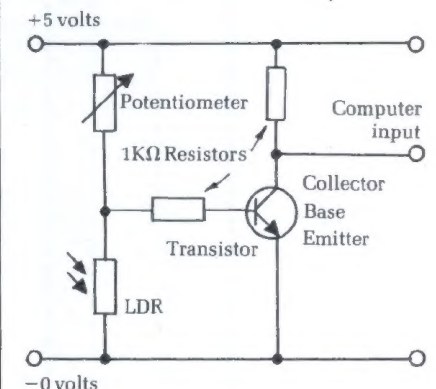 +5 volts
Potentiometer
Computer
input
1KΩ Resistors
Collector
Base
Emitter
Transistor
LDR
−0 volts